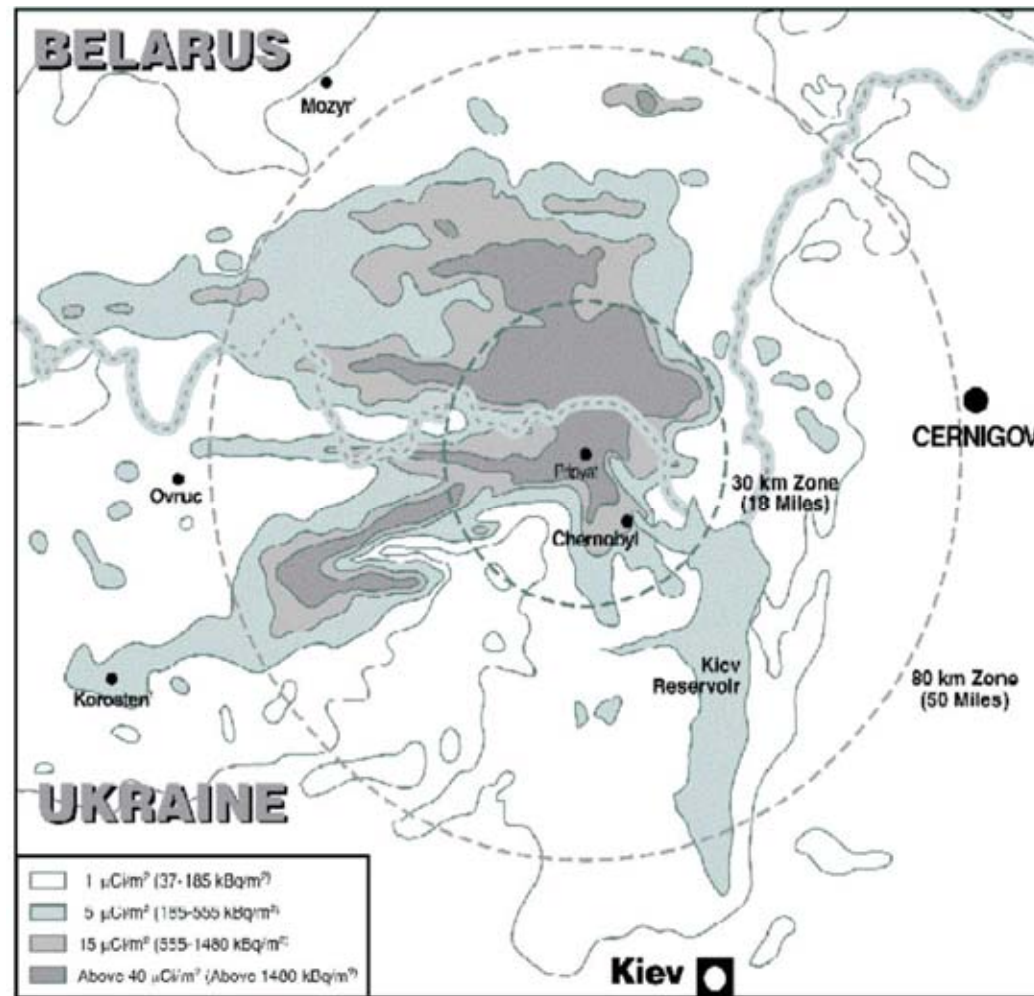 BELARUS
Mozyr'
CERNIGOV
Ovruc
Pripyat
30 km Zone
(18 Miles)
Chernobyl
Kiev
Reservoir
80 km Zone
(50 Miles)
Korosten'
UKRAINE
1 µCi/m² (37-185 kBq/m²)
5 µCi/m² (185-555 kBq/m²)
15 µCi/m² (555-1480 kBq/m²)
Above 40 µCi/m² (Above 1480 kBq/m²)
Kiev